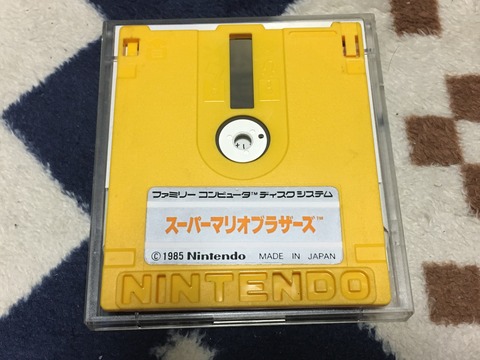 ファミリー コンピュータ™ ディスクシステム
スーパーマリオブラザーズ™
©1985 Nintendo MADE IN JAPAN
NINTENDO